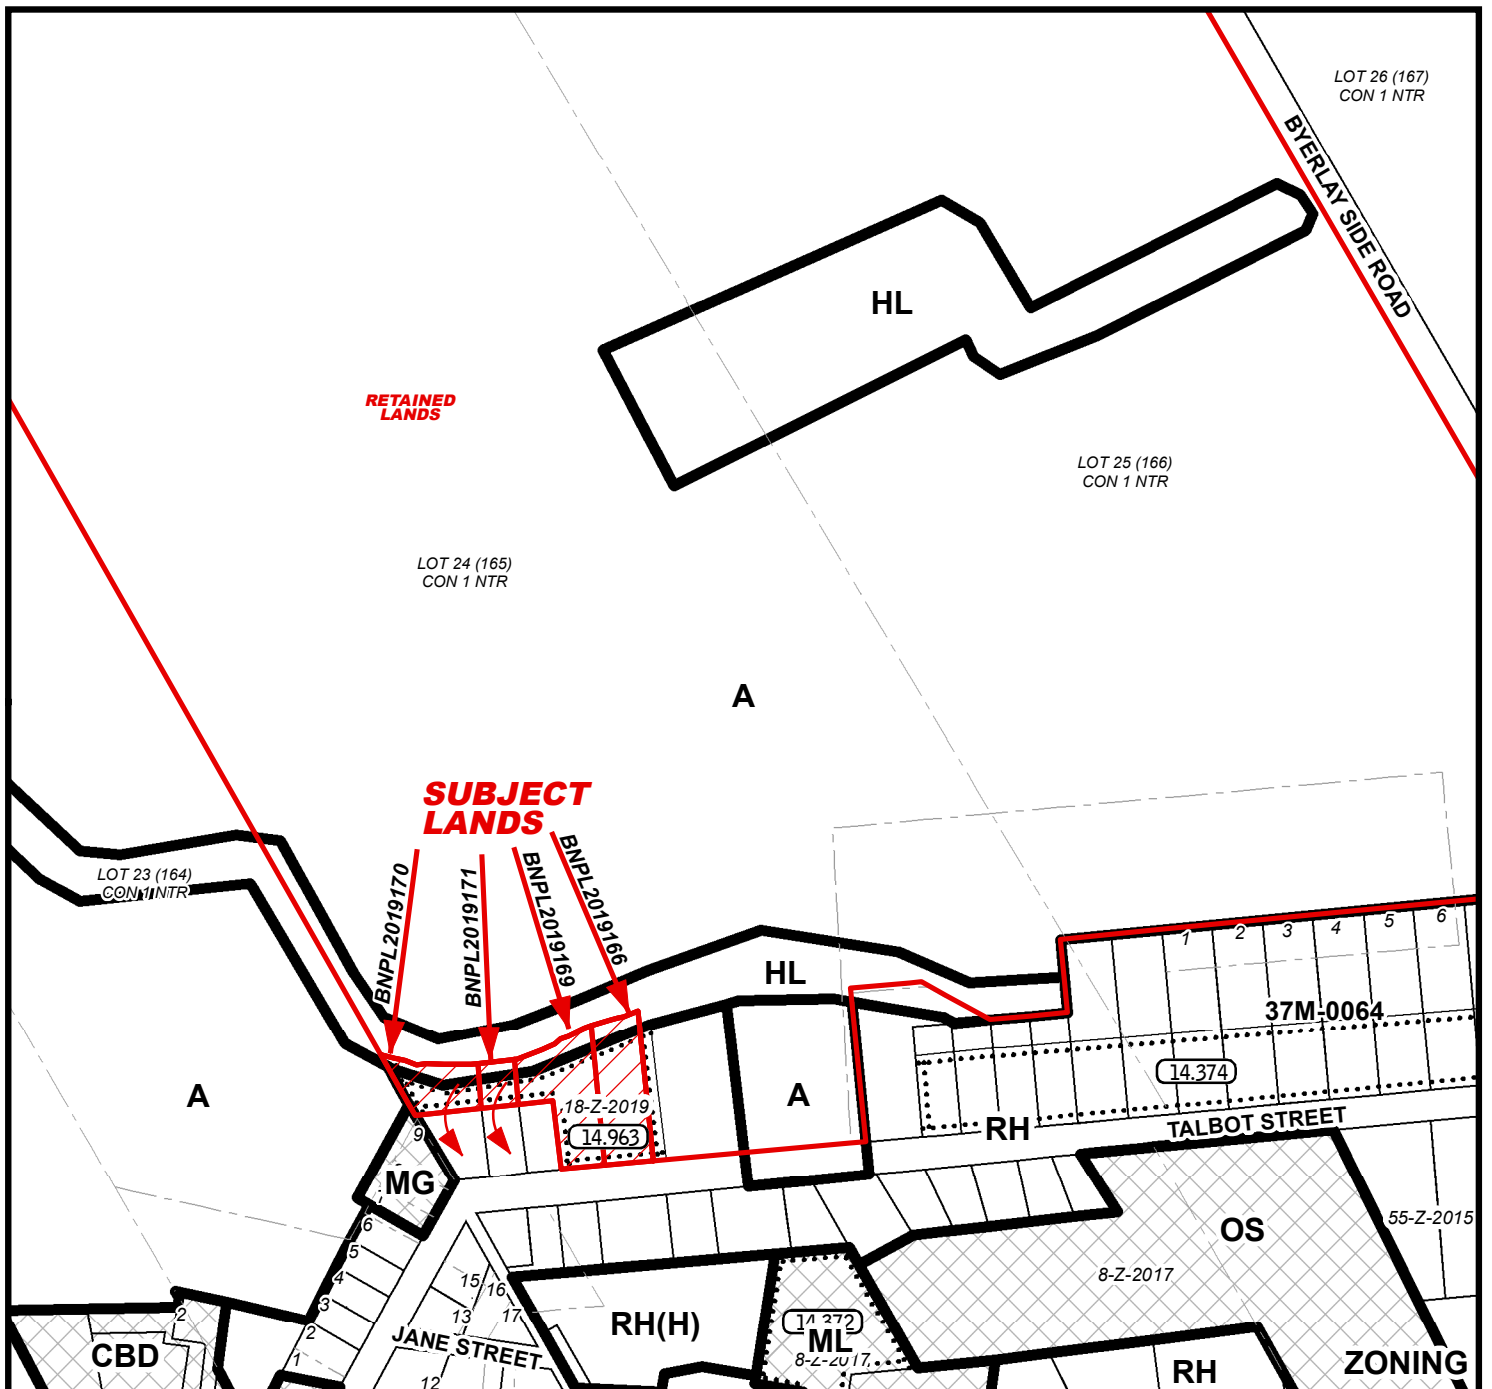 LOT 26 (167)
CON 1 NTR
BYERLAY SIDE ROAD
HL
RETAINED
LANDS
LOT 25 (166)
CON 1 NTR
LOT 24 (165)
CON 1 NTR
A
SUBJECT
LANDS
BNPL2019170
BNPL2019171
BNPL2019169
BNPL2019166
LOT 23 (164)
CON 1 NTR
HL
1
2
3
4
5
6
37M-0064
14.374
A
A
18-Z-2019
14.963
RH
TALBOT STREET
9
MG
6
5
4
3
2
1
OS
55-Z-2015
8-Z-2017
15
16
13
17
12
JANE STREET
RH(H)
14.372
ML
8-Z-2017
2
CBD
RH
ZONING